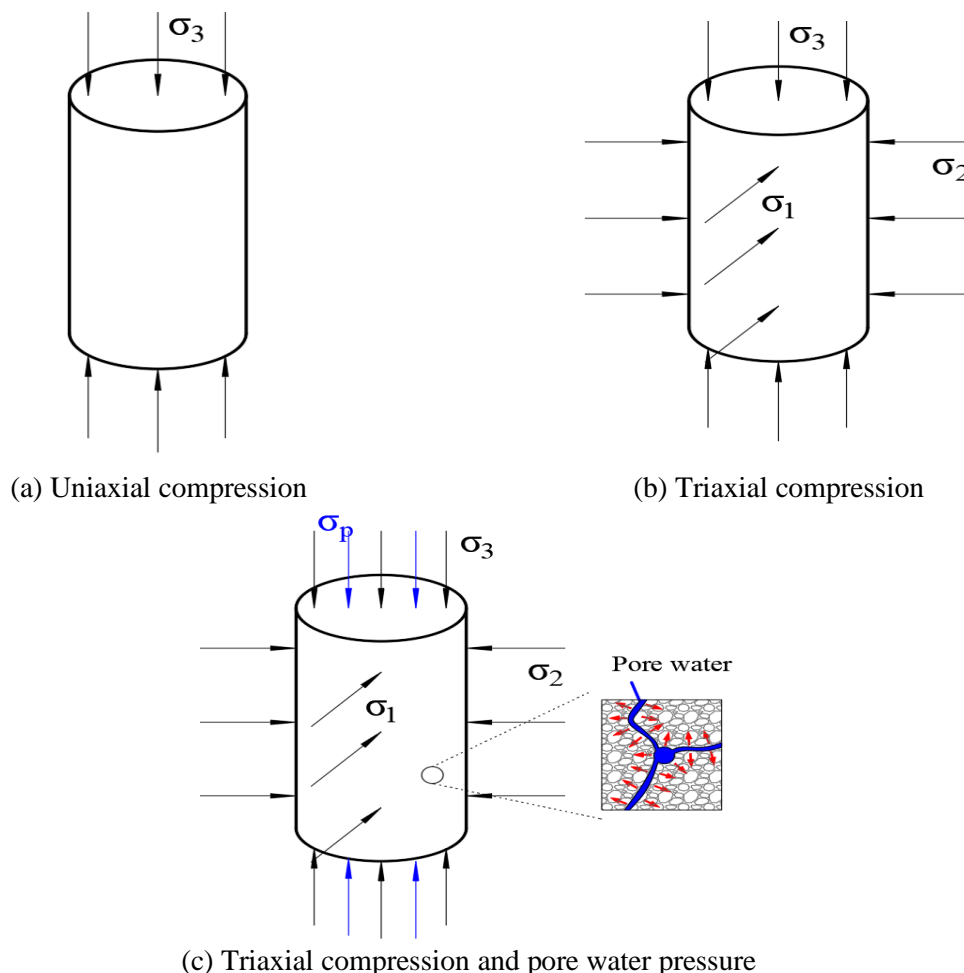 σ3
(a) Uniaxial compression
σ3
σ2
σ1
(b) Triaxial compression
σp
σ3
σ2
σ1
Pore water
(c) Triaxial compression and pore water pressure